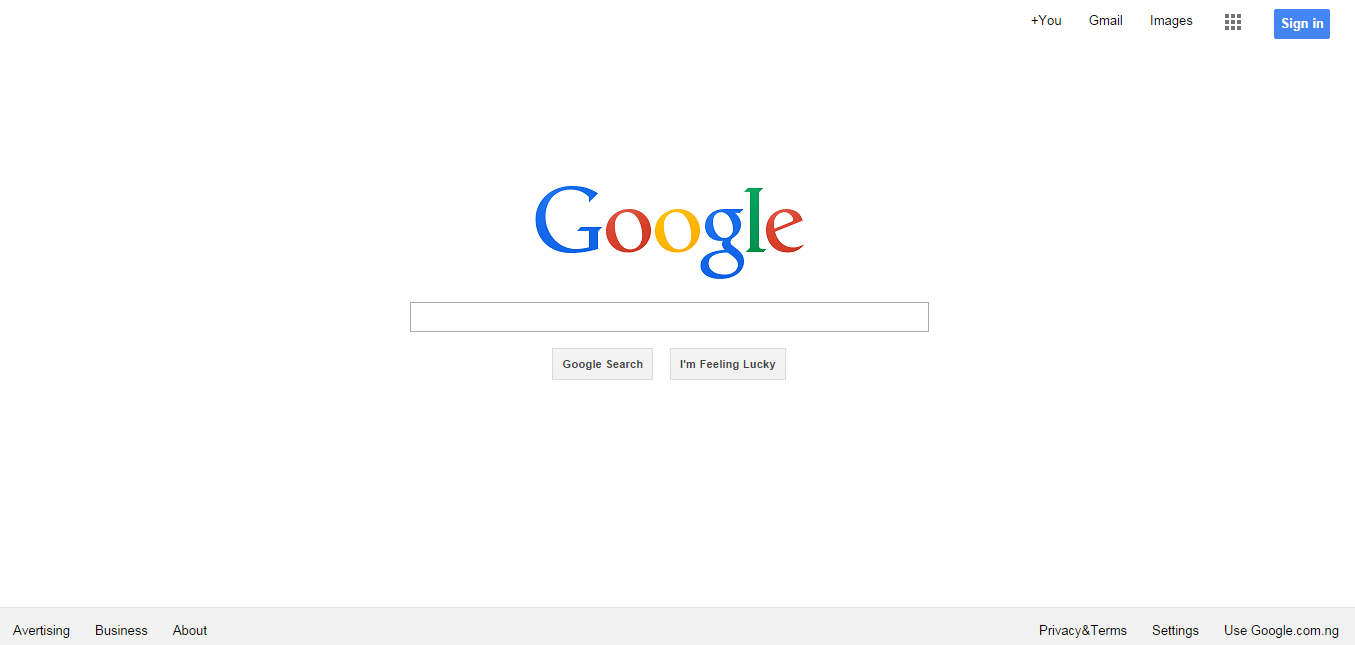 +You Gmail Images Sign in
Google
Google Search I'm Feeling Lucky
Avertising Business About Privacy&Terms Settings Use Google.com.ng